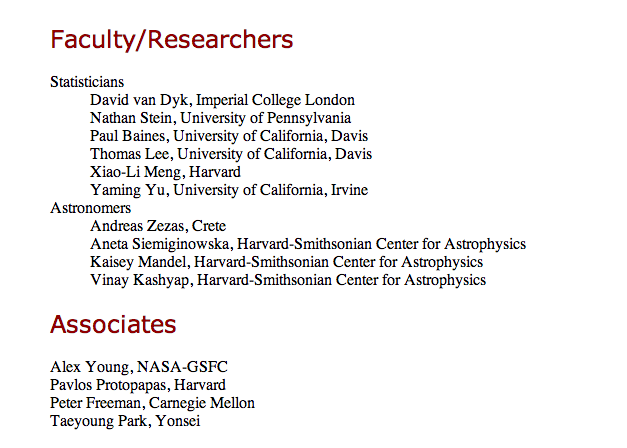 Faculty/Researchers
Statisticians
David van Dyk, Imperial College London
Nathan Stein, University of Pennsylvania
Paul Baines, University of California, Davis
Thomas Lee, University of California, Davis
Xiao-Li Meng, Harvard
Yaming Yu, University of California, Irvine
Astronomers
Andreas Zezas, Crete
Aneta Siemiginowska, Harvard-Smithsonian Center for Astrophysics
Kaisey Mandel, Harvard-Smithsonian Center for Astrophysics
Vinay Kashyap, Harvard-Smithsonian Center for Astrophysics
Associates
Alex Young, NASA-GSFC
Pavlos Protopapas, Harvard
Peter Freeman, Carnegie Mellon
Taeyoung Park, Yonsei